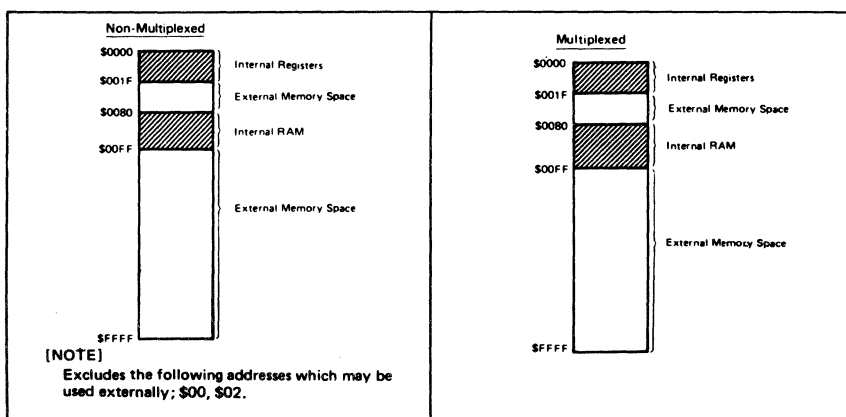 Non-Multiplexed
$0000
Internal Registers
$001F
External Memory Space
$0080
Internal RAM
$00FF
External Memory Space
$FFFF
[NOTE]
Excludes the following addresses which may be
used externally; $00, $02.
Multiplexed
$0000
Internal Registers
$001F
External Memory Space
$0080
Internal RAM
$00FF
External Memory Space
$FFFF